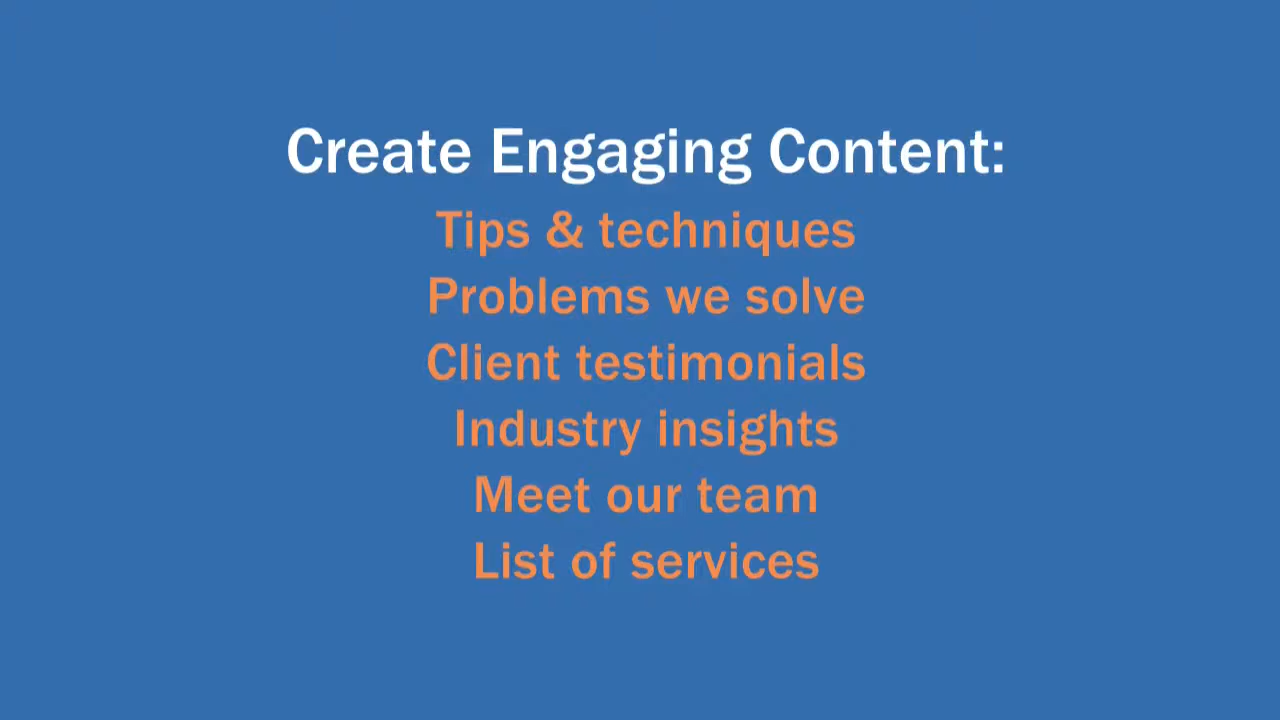 Create Engaging Content:
Tips & techniques
Problems we solve
Client testimonials
Industry insights
Meet our team
List of services